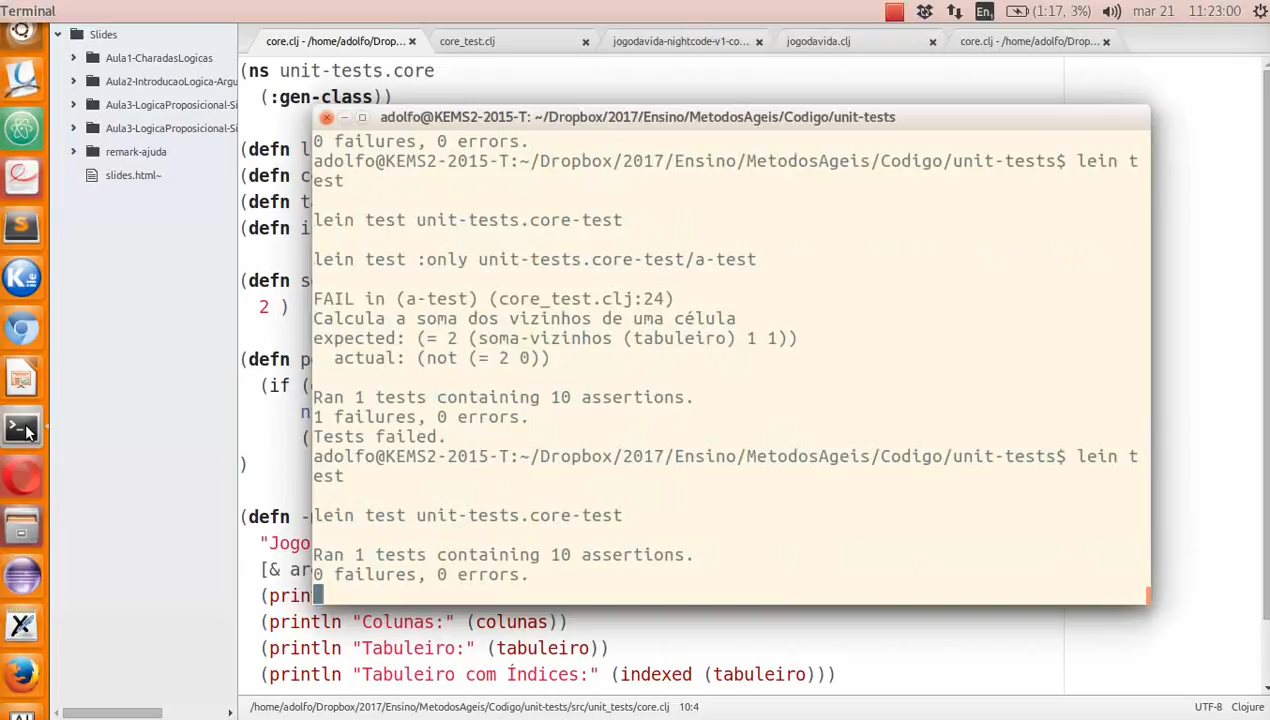 Terminal
En
(1:17, 3%)
mar 21
11:23:00
Slides
Aula1-CharadasLogicas
Aula2-IntroducaoLogica-Argu
Aula3-LogicaProposicional-Si
Aula3-LogicaProposicional-Si
remark-ajuda
slides.html~
core.clj - /home/adolfo/Drop... ×
core_test.clj ×
jogodavida-nightcode-v1-co... ×
jogodavida.clj ×
core.clj - /home/adolfo/Drop... ×
(ns unit-tests.core
(:gen-class))
(defn l
(defn c
(defn t
(defn i
(defn s
2 )
(defn p
(if (
n
(
)
(defn -
"Jogo
[& ar
(prin
(println "Colunas:" (colunas))
(println "Tabuleiro:" (tabuleiro))
(println "Tabuleiro com Índices:" (indexed (tabuleiro)))
adolfo@KEMS2-2015-T: ~/Dropbox/2017/Ensino/MetodosAgeis/Codigo/unit-tests
0 failures, 0 errors.
adolfo@KEMS2-2015-T:~/Dropbox/2017/Ensino/MetodosAgeis/Codigo/unit-tests$ lein t
est
lein test unit-tests.core-test
lein test :only unit-tests.core-test/a-test
FAIL in (a-test) (core_test.clj:24)
Calcula a soma dos vizinhos de uma célula
expected: (= 2 (soma-vizinhos (tabuleiro) 1 1))
actual: (not (= 2 0))
Ran 1 tests containing 10 assertions.
1 failures, 0 errors.
Tests failed.
adolfo@KEMS2-2015-T:~/Dropbox/2017/Ensino/MetodosAgeis/Codigo/unit-tests$ lein t
est
lein test unit-tests.core-test
Ran 1 tests containing 10 assertions.
0 failures, 0 errors.
/home/adolfo/Dropbox/2017/Ensino/MetodosAgeis/Codigo/unit-tests/src/unit_tests/core.clj
10:4
UTF-8
Clojure